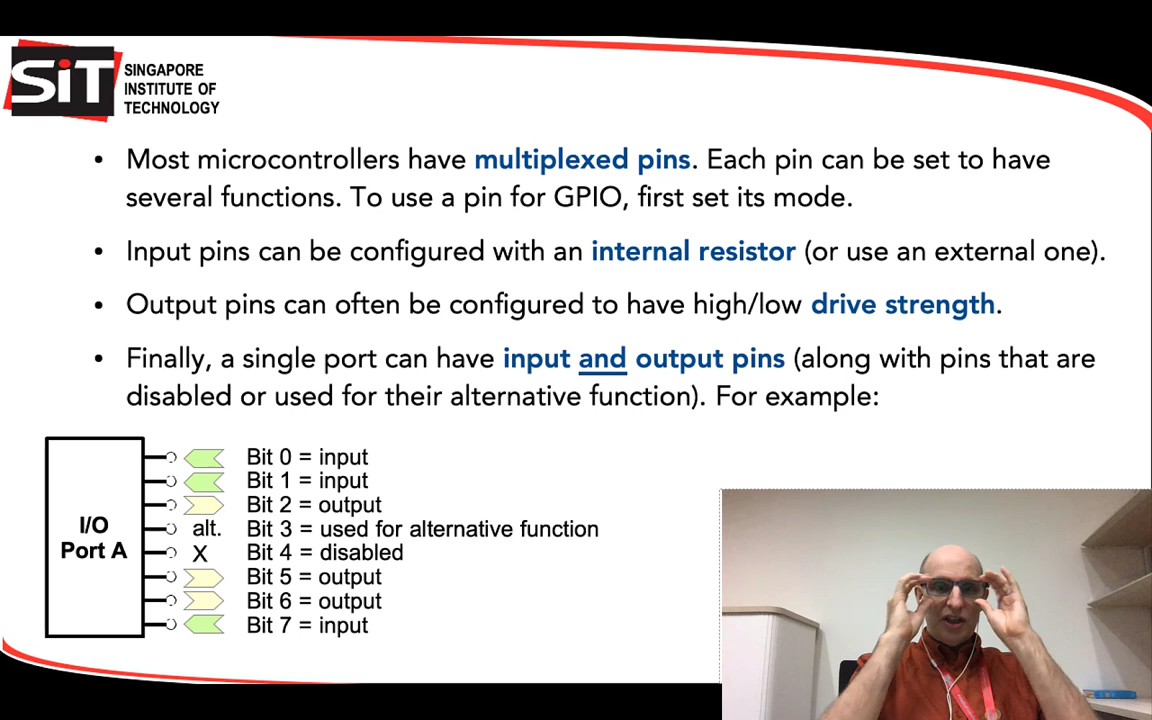 SiT
SINGAPORE
INSTITUTE OF
TECHNOLOGY
• Most microcontrollers have multiplexed pins. Each pin can be set to have
several functions. To use a pin for GPIO, first set its mode.
• Input pins can be configured with an internal resistor (or use an external one).
• Output pins can often be configured to have high/low drive strength.
• Finally, a single port can have input and output pins (along with pins that are
disabled or used for their alternative function). For example:
I/O
Port A
Bit 0 = input
Bit 1 = input
Bit 2 = output
alt. Bit 3 = used for alternative function
X Bit 4 = disabled
Bit 5 = output
Bit 6 = output
Bit 7 = input